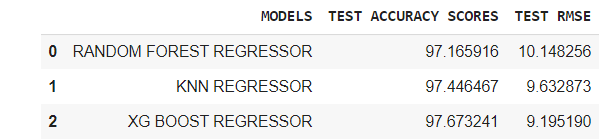 MODELS TEST ACCURACY SCORES TEST RMSE
0 RANDOM FOREST REGRESSOR 97.165916 10.148256
1 KNN REGRESSOR 97.446467 9.632873
2 XG BOOST REGRESSOR 97.673241 9.195190